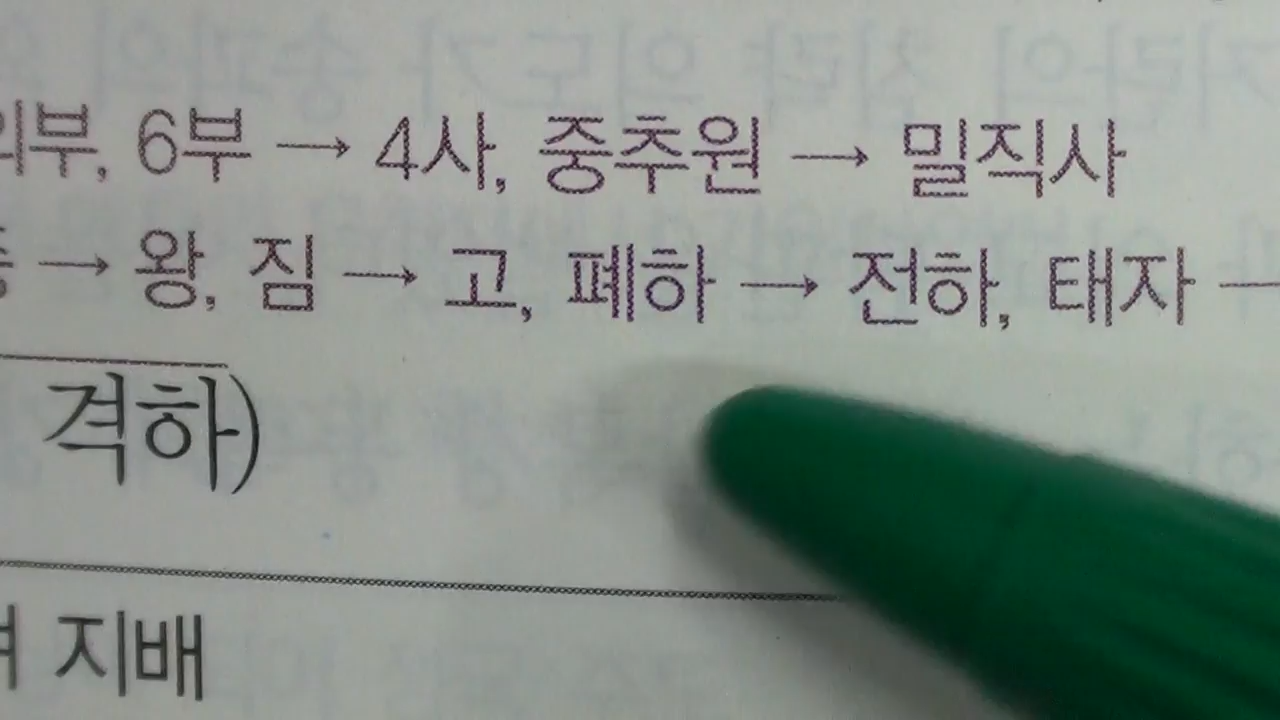 의부, 6부 → 4사, 중추원 → 밀직사
→ 왕, 짐 → 고, 폐하 → 전하, 태자 →
격하)
지배